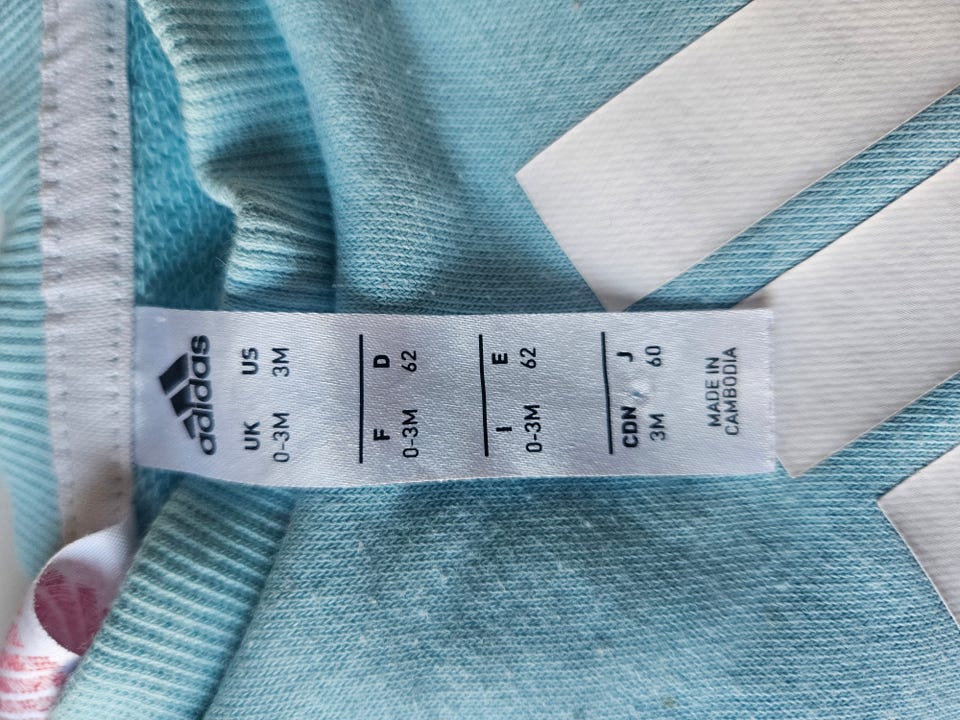 adidas
UK US
0-3M 3M
F D
0-3M 62
I E
0-3M 62
CDN J
3M 60
MADE IN
CAMBODIA